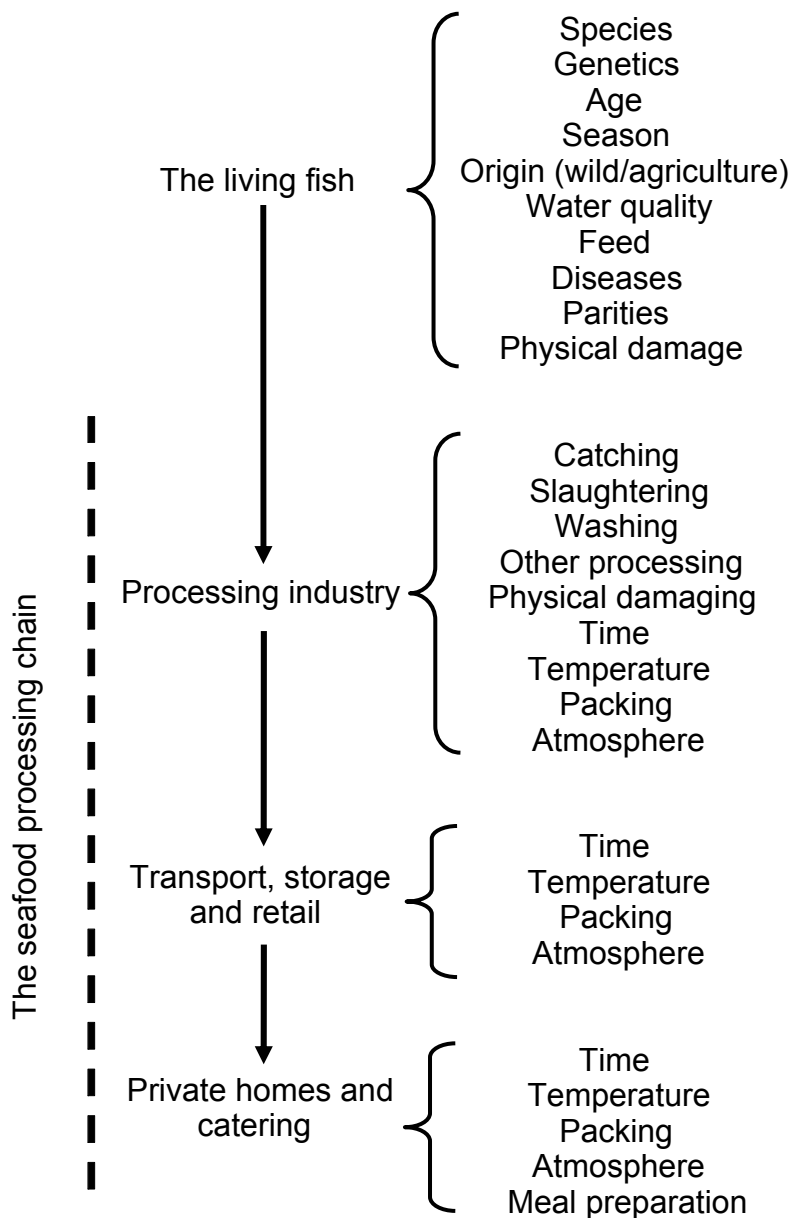 Species
Genetics
Age
Season
Origin (wild/agriculture)
Water quality
Feed
Diseases
Parities
Physical damage
The living fish
Catching
Slaughtering
Washing
Other processing
Physical damaging
Time
Temperature
Packing
Atmosphere
Processing industry
Time
Temperature
Packing
Atmosphere
Transport, storage
and retail
Time
Temperature
Packing
Atmosphere
Meal preparation
Private homes and
catering
The seafood processing chain